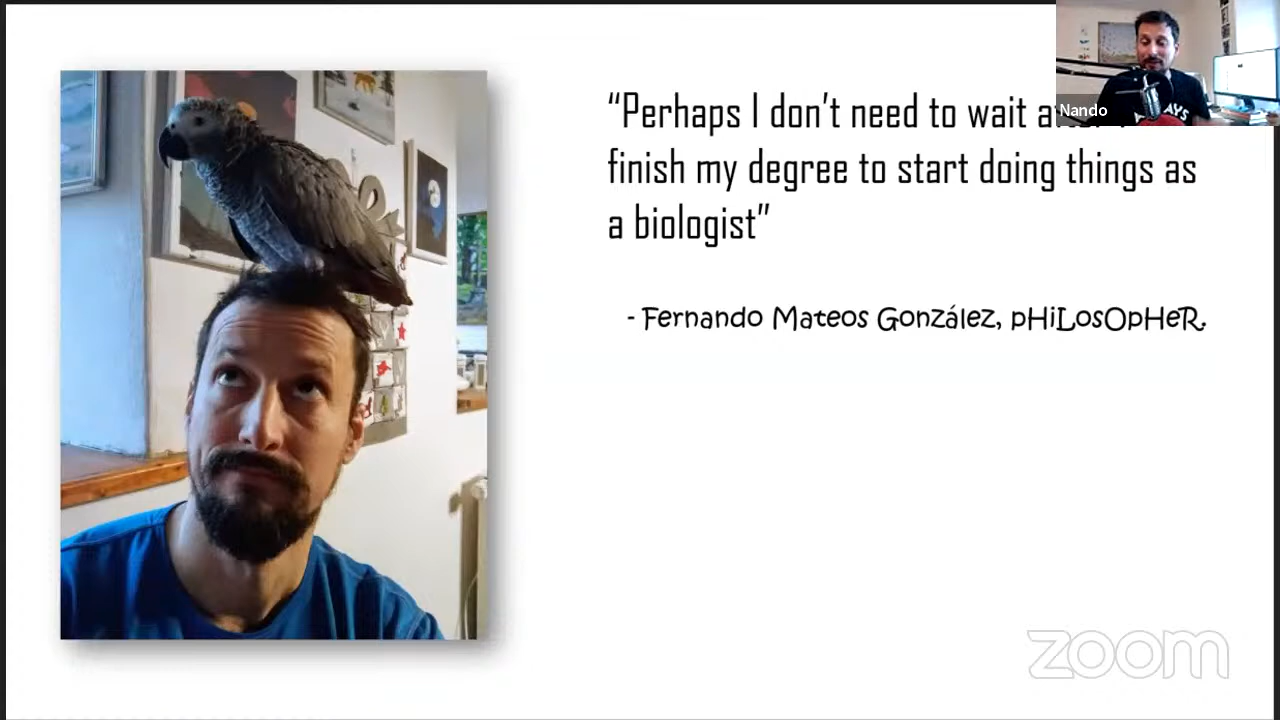 “Perhaps I don’t need to wait
finish my degree to start doing things as
a biologist”
- Fernando Mateos González, pHiLosOpHeR.
Nando
zoom